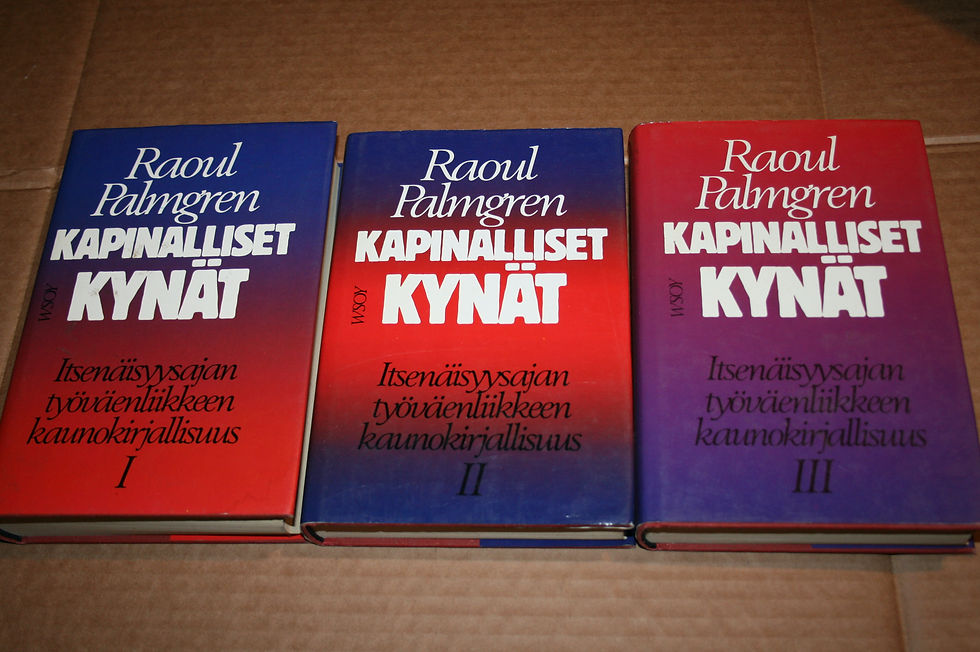 Raoul
Palmgren
KAPINALLISET
KYNÄT
WSOY
Itsenäisyysajan
työväenliikkeen
kaunokirjallisuus
I
Raoul
Palmgren
KAPINALLISET
KYNÄT
WSOY
Itsenäisyysajan
työväenliikkeen
kaunokirjallisuus
II
Raoul
Palmgren
KAPINALLISET
KYNÄT
WSOY
Itsenäisyysajan
työväenliikkeen
kaunokirjallisuus
III